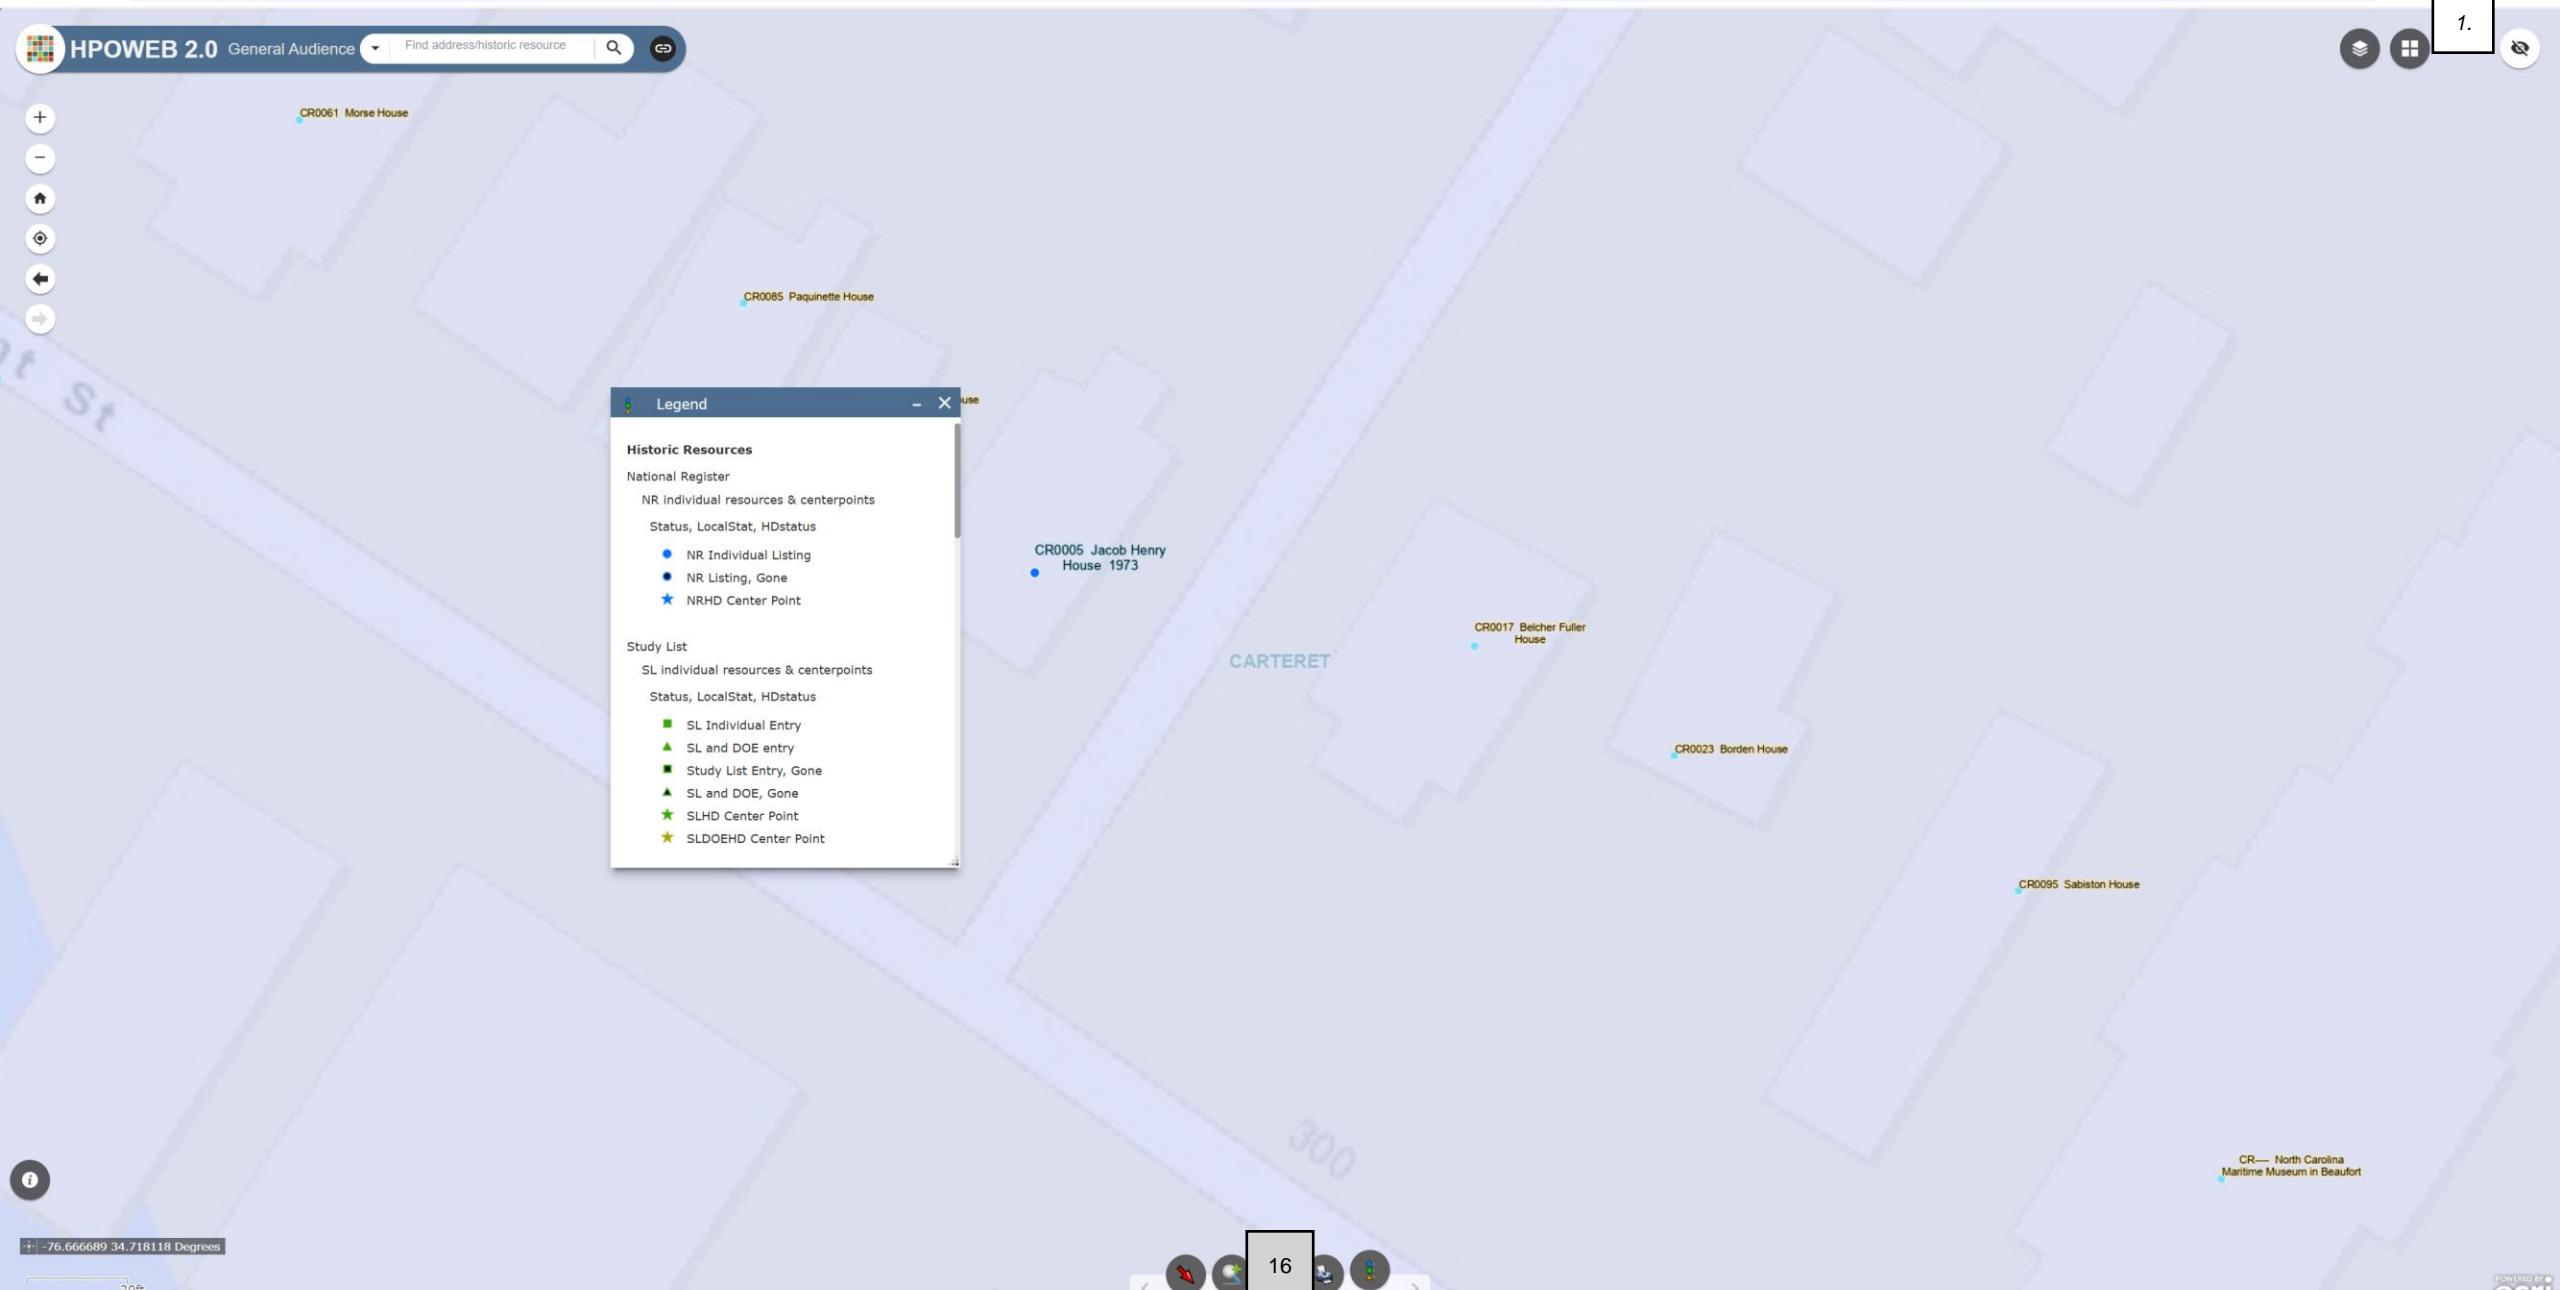 1.
HPOWEB 2.0 General Audience Find address/historic resource
CR0061 Morse House
CR0085 Paquinette House
St
Legend
Historic Resources
National Register
NR individual resources & centerpoints
Status, LocalStat, HDstatus
NR Individual Listing
NR Listing, Gone
NRHD Center Point
Study List
SL individual resources & centerpoints
Status, LocalStat, HDstatus
SL Individual Entry
SL and DOE entry
Study List Entry, Gone
SL and DOE, Gone
SLHD Center Point
SLDOEHD Center Point
CR0005 Jacob Henry
House 1973
CR0017 Belcher Fuller
House
CARTERET
CR0023 Borden House
CR0095 Sabiston House
300
CR---- North Carolina
Maritime Museum in Beaufort
-76.666689 34.718118 Degrees
16
POWERED BY